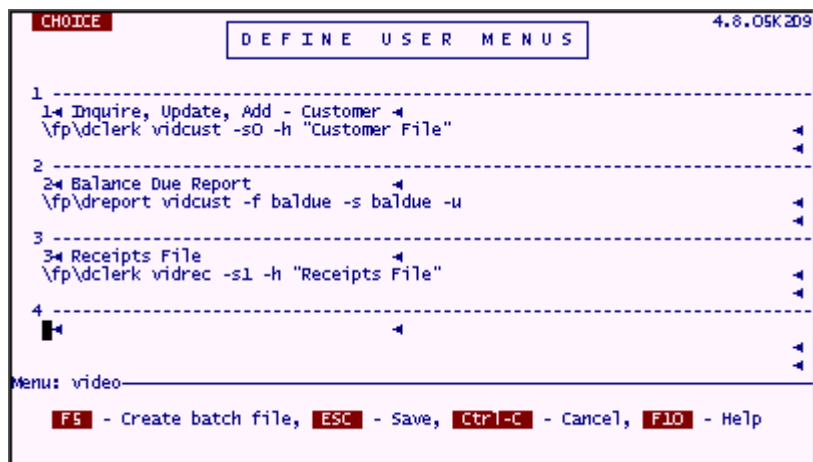 CHOICE 4.8.05K2D9
DEFINE USER MENUS
1
1 Inquire, Update, Add - Customer
\fp\dclerk vidcust -s0 -h "Customer File"
2
2 Balance Due Report
\fp\dreport vidcust -f baldue -s baldue -u
3
3 Receipts File
\fp\dclerk vidrec -s1 -h "Receipts File"
4
Menu: video
F5 - Create batch file, ESC - Save, Ctrl-C - Cancel, F10 - Help